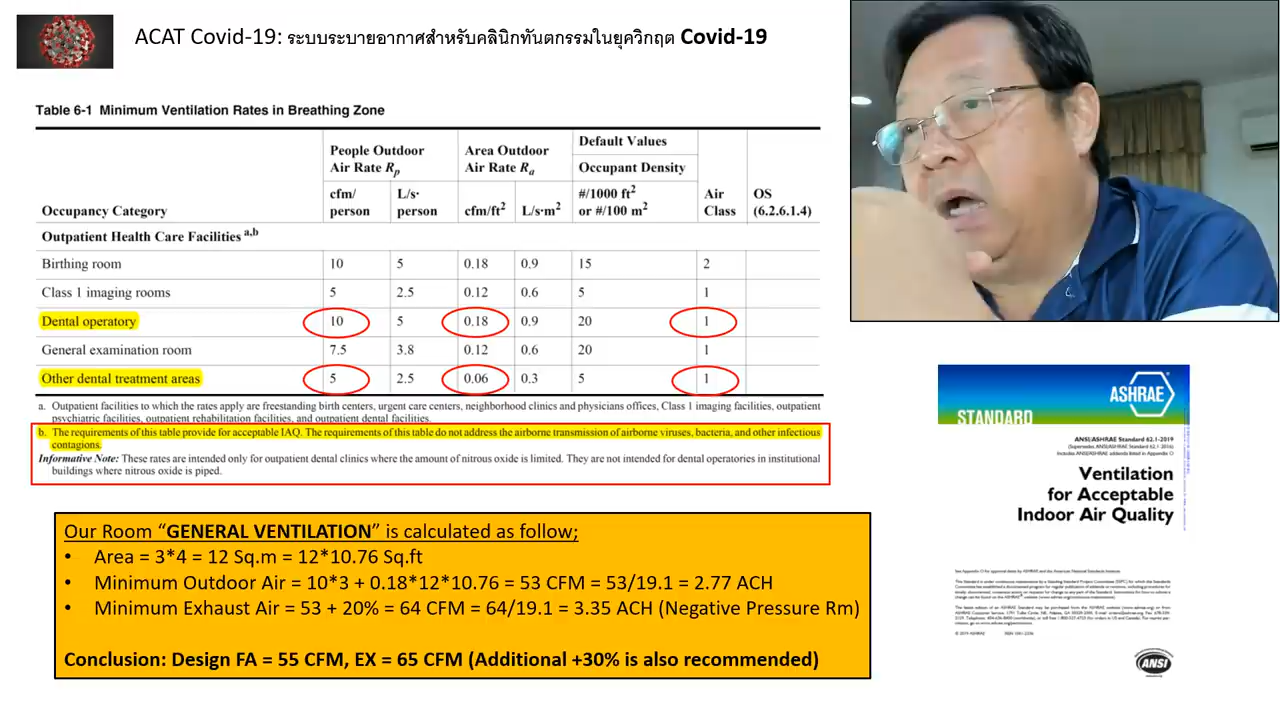 ACAT Covid-19: ระบบระบายอากาศสำหรับคลินิกทันตกรรมในยุควิกฤต Covid-19
Table 6-1 Minimum Ventilation Rates in Breathing Zone
People Outdoor Air Rate Rp
Area Outdoor Air Rate Ra
Default Values
Occupant Density
Occupancy Category
cfm/person
L/s·person
cfm/ft²
L/s·m²
#/1000 ft² or #/100 m²
Air Class
OS (6.2.6.1.4)
Outpatient Health Care Facilities a,b
Birthing room 10 5 0.18 0.9 15 2
Class 1 imaging rooms 5 2.5 0.12 0.6 5 1
Dental operatory 10 5 0.18 0.9 20 1
General examination room 7.5 3.8 0.12 0.6 20 1
Other dental treatment areas 5 2.5 0.06 0.3 5 1
a. Outpatient facilities to which the rates apply are freestanding birth centers, urgent care centers, neighborhood clinics and physicians offices, Class 1 imaging facilities, outpatient
psychiatric facilities, outpatient rehabilitation facilities, and outpatient dental facilities.
b. The requirements of this table provide for acceptable IAQ. The requirements of this table do not address the airborne transmission of airborne viruses, bacteria, and other infectious
contagions.
Informative Note: These rates are intended only for outpatient dental clinics where the amount of nitrous oxide is limited. They are not intended for dental operatories in institutional
buildings where nitrous oxide is piped.
Our Room “GENERAL VENTILATION” is calculated as follow;
• Area = 3*4 = 12 Sq.m = 12*10.76 Sq.ft
• Minimum Outdoor Air = 10*3 + 0.18*12*10.76 = 53 CFM = 53/19.1 = 2.77 ACH
• Minimum Exhaust Air = 53 + 20% = 64 CFM = 64/19.1 = 3.35 ACH (Negative Pressure Rm)
Conclusion: Design FA = 55 CFM, EX = 65 CFM (Additional +30% is also recommended)
ASHRAE
STANDARD
ANSI/ASHRAE Standard 62.1-2019
(Supersedes ANSI/ASHRAE Standard 62.1-2016)
Includes ANSI/ASHRAE addenda listed in Appendix O
Ventilation
for Acceptable
Indoor Air Quality
ANSI